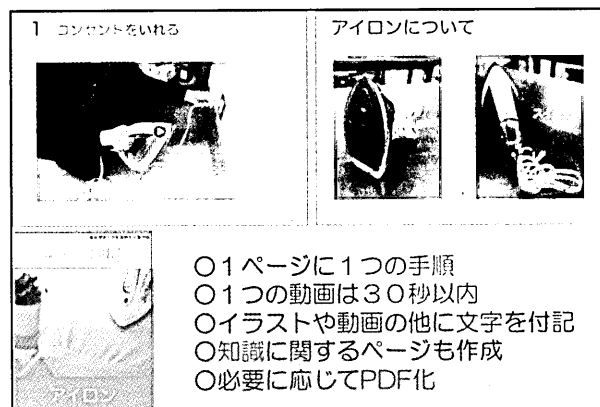 1 コンセントをいれる
アイロンについて
アイロン
○1ページに1つの手順
○1つの動画は30秒以内
○イラストや動画の他に文字を付記
○知識に関するページも作成
○必要に応じてPDF化